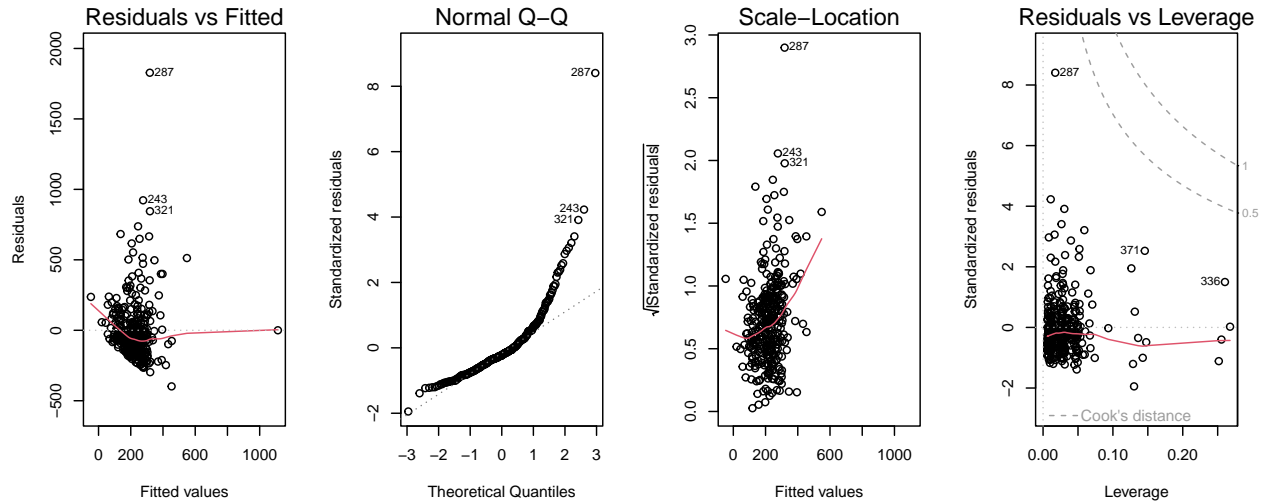 Residuals vs Fitted
2000
1500
1000
500
0
−500
Residuals
0 200 600 1000
Fitted values
287
243
321
Normal Q−Q
8
6
4
2
0
−2
Standardized residuals
−3 −2 −1 0 1 2 3
Theoretical Quantiles
287
243
321
Scale−Location
3.0
2.5
2.0
1.5
1.0
0.5
0.0
√|Standardized residuals|
0 200 600 1000
Fitted values
287
243
321
Residuals vs Leverage
8
6
4
2
0
−2
Standardized residuals
0.00 0.10 0.20
Leverage
287
371
336
1
0.5
Cook's distance